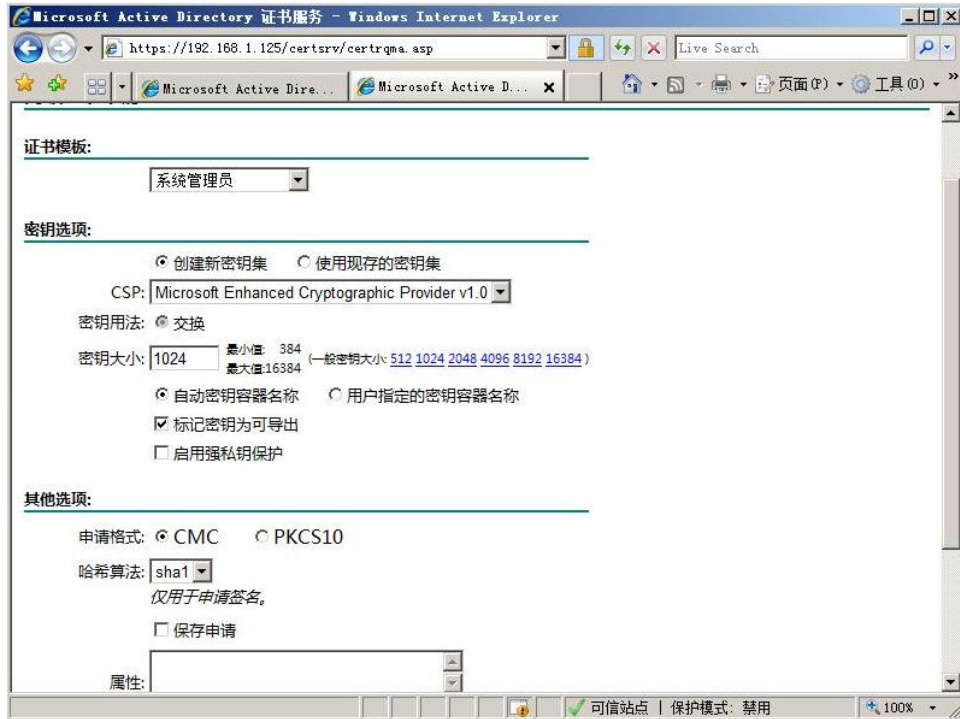 Microsoft Active Directory 证书服务 - Windows Internet Explorer
https://192.168.1.125/certsrv/certrqma.asp
Live Search
Microsoft Active Dire...
Microsoft Active D...
页面(P)
工具(O)
»
证书模板:
系统管理员
密钥选项:
创建新密钥集 使用现存的密钥集
CSP: Microsoft Enhanced Cryptographic Provider v1.0
密钥用法: 交换
密钥大小: 1024 最小值: 384 最大值:16384 (一般密钥大小: 512 1024 2048 4096 8192 16384 )
自动密钥容器名称 用户指定的密钥容器名称
标记密钥为可导出
启用强私钥保护
其他选项:
申请格式: CMC PKCS10
哈希算法: sha1
仅用于申请签名。
保存申请
属性:
可信站点 | 保护模式: 禁用
100%